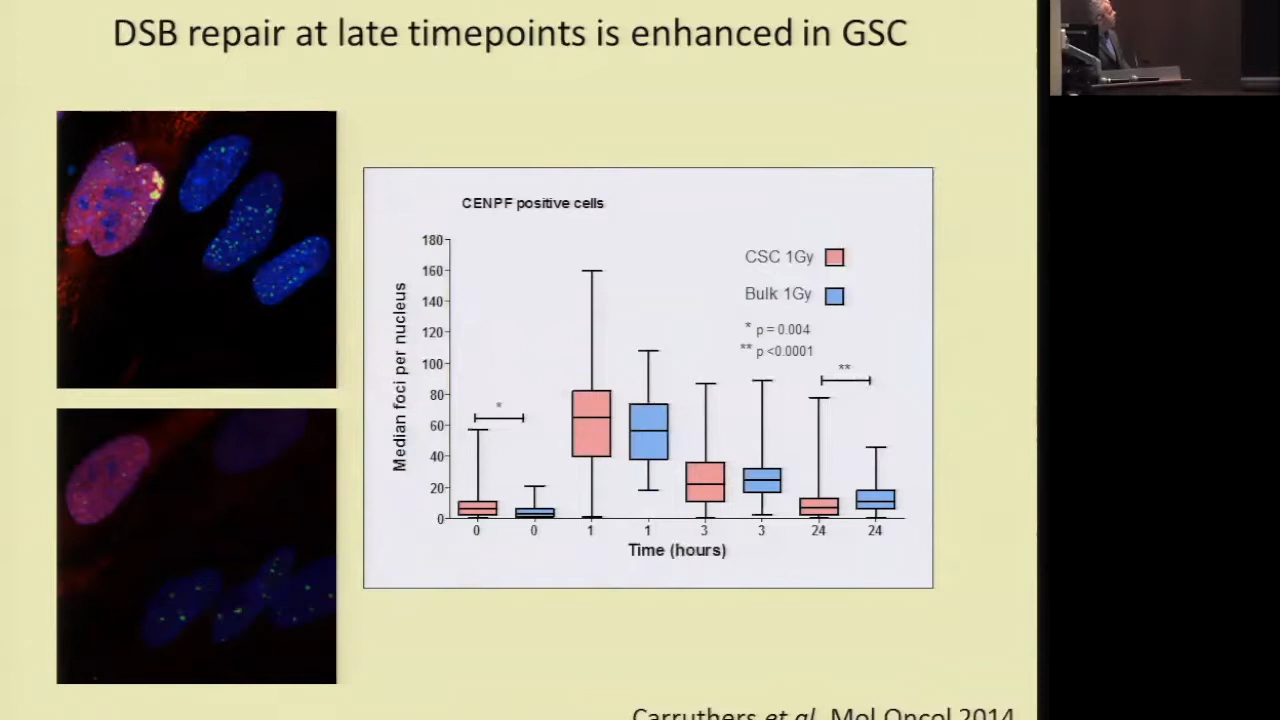 DSB repair at late timepoints is enhanced in GSC
CENPF positive cells
CSC 1Gy
Bulk 1Gy
* p = 0.004
** p <0.0001
Median foci per nucleus
180
160
140
120
100
80
60
40
20
0
*
**
0 0 1 1 3 3 24 24
Time (hours)
Carruthers et al Mol Oncol 2014